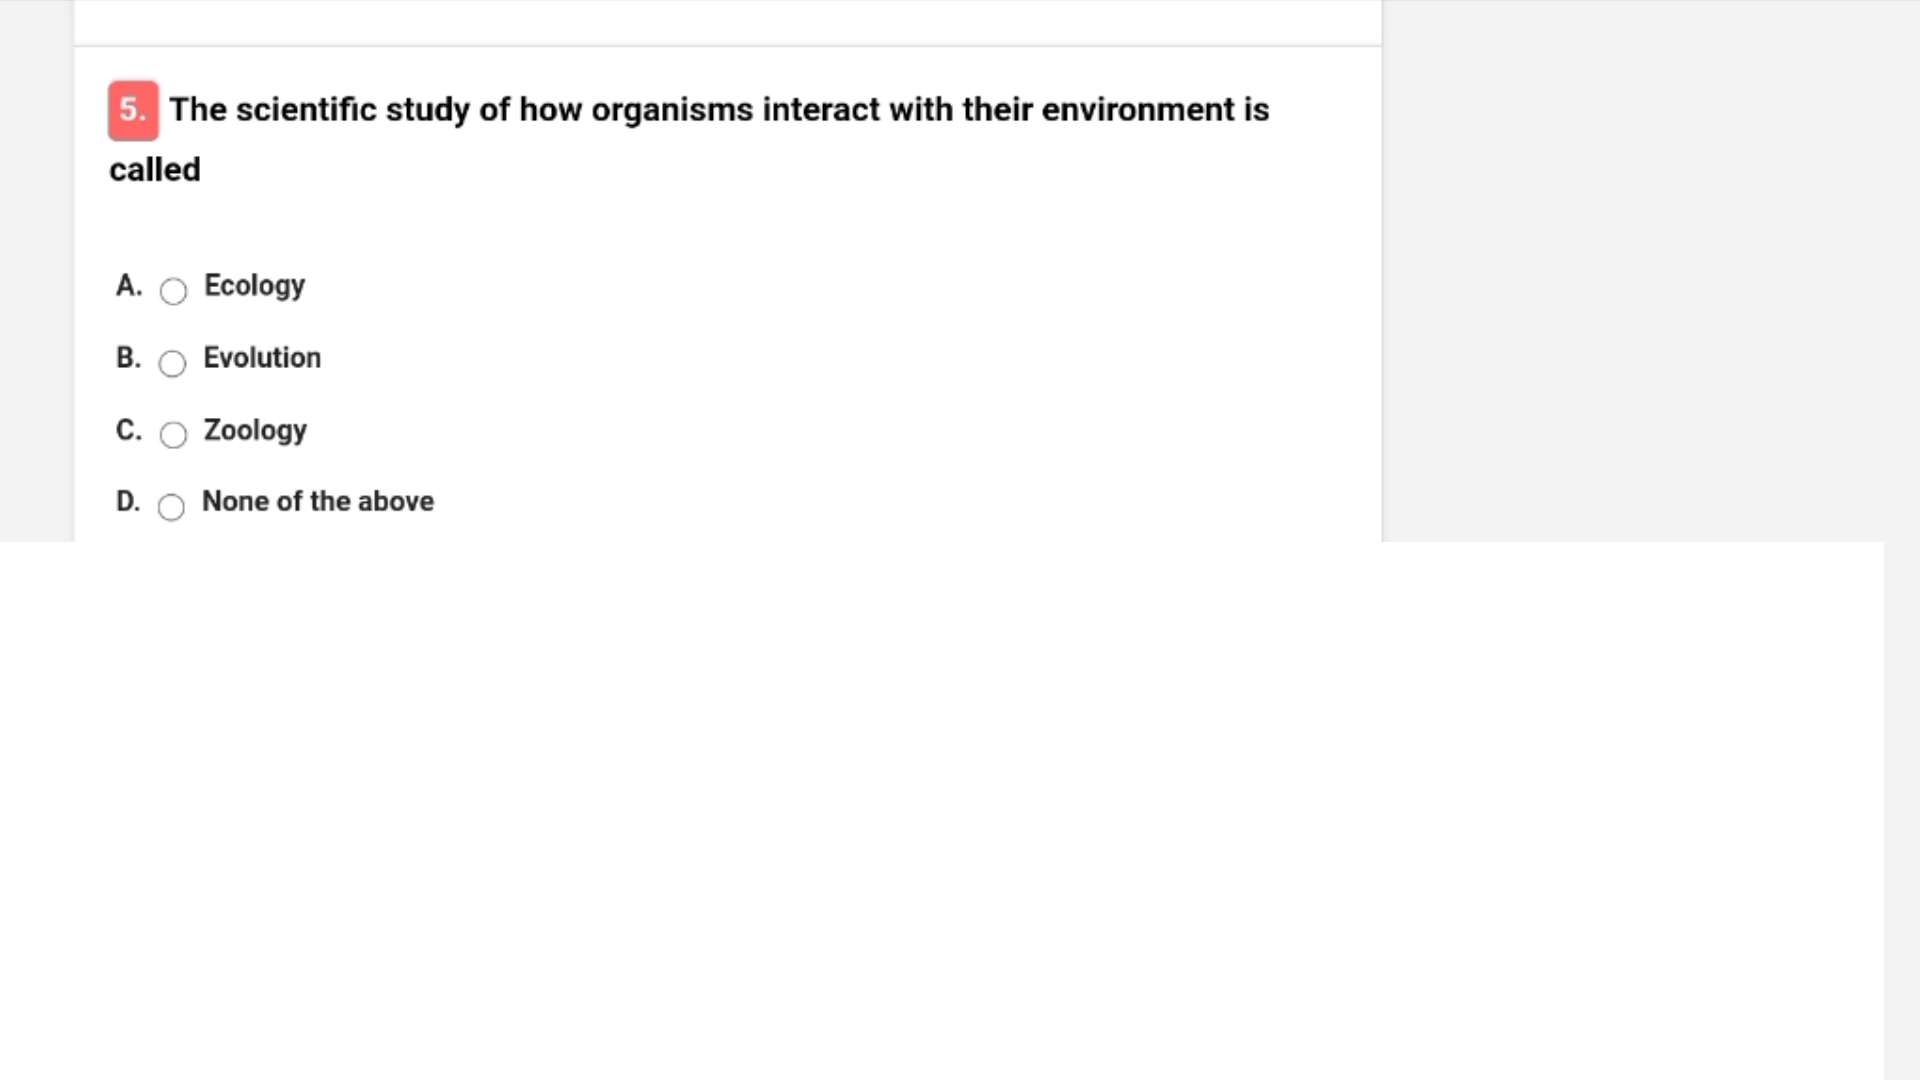 5. The scientific study of how organisms interact with their environment is
called
A. Ecology
B. Evolution
C. Zoology
D. None of the above